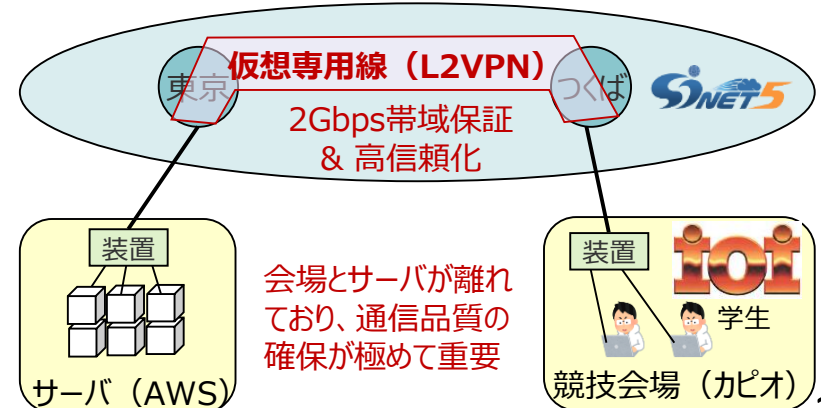 仮想専用線（L2VPN）
東京
つくば
SINET5
2Gbps帯域保証
& 高信頼化
装置
サーバ（AWS）
会場とサーバが離れ
ており、通信品質の
確保が極めて重要
装置
ioi
学生
競技会場（カピオ）